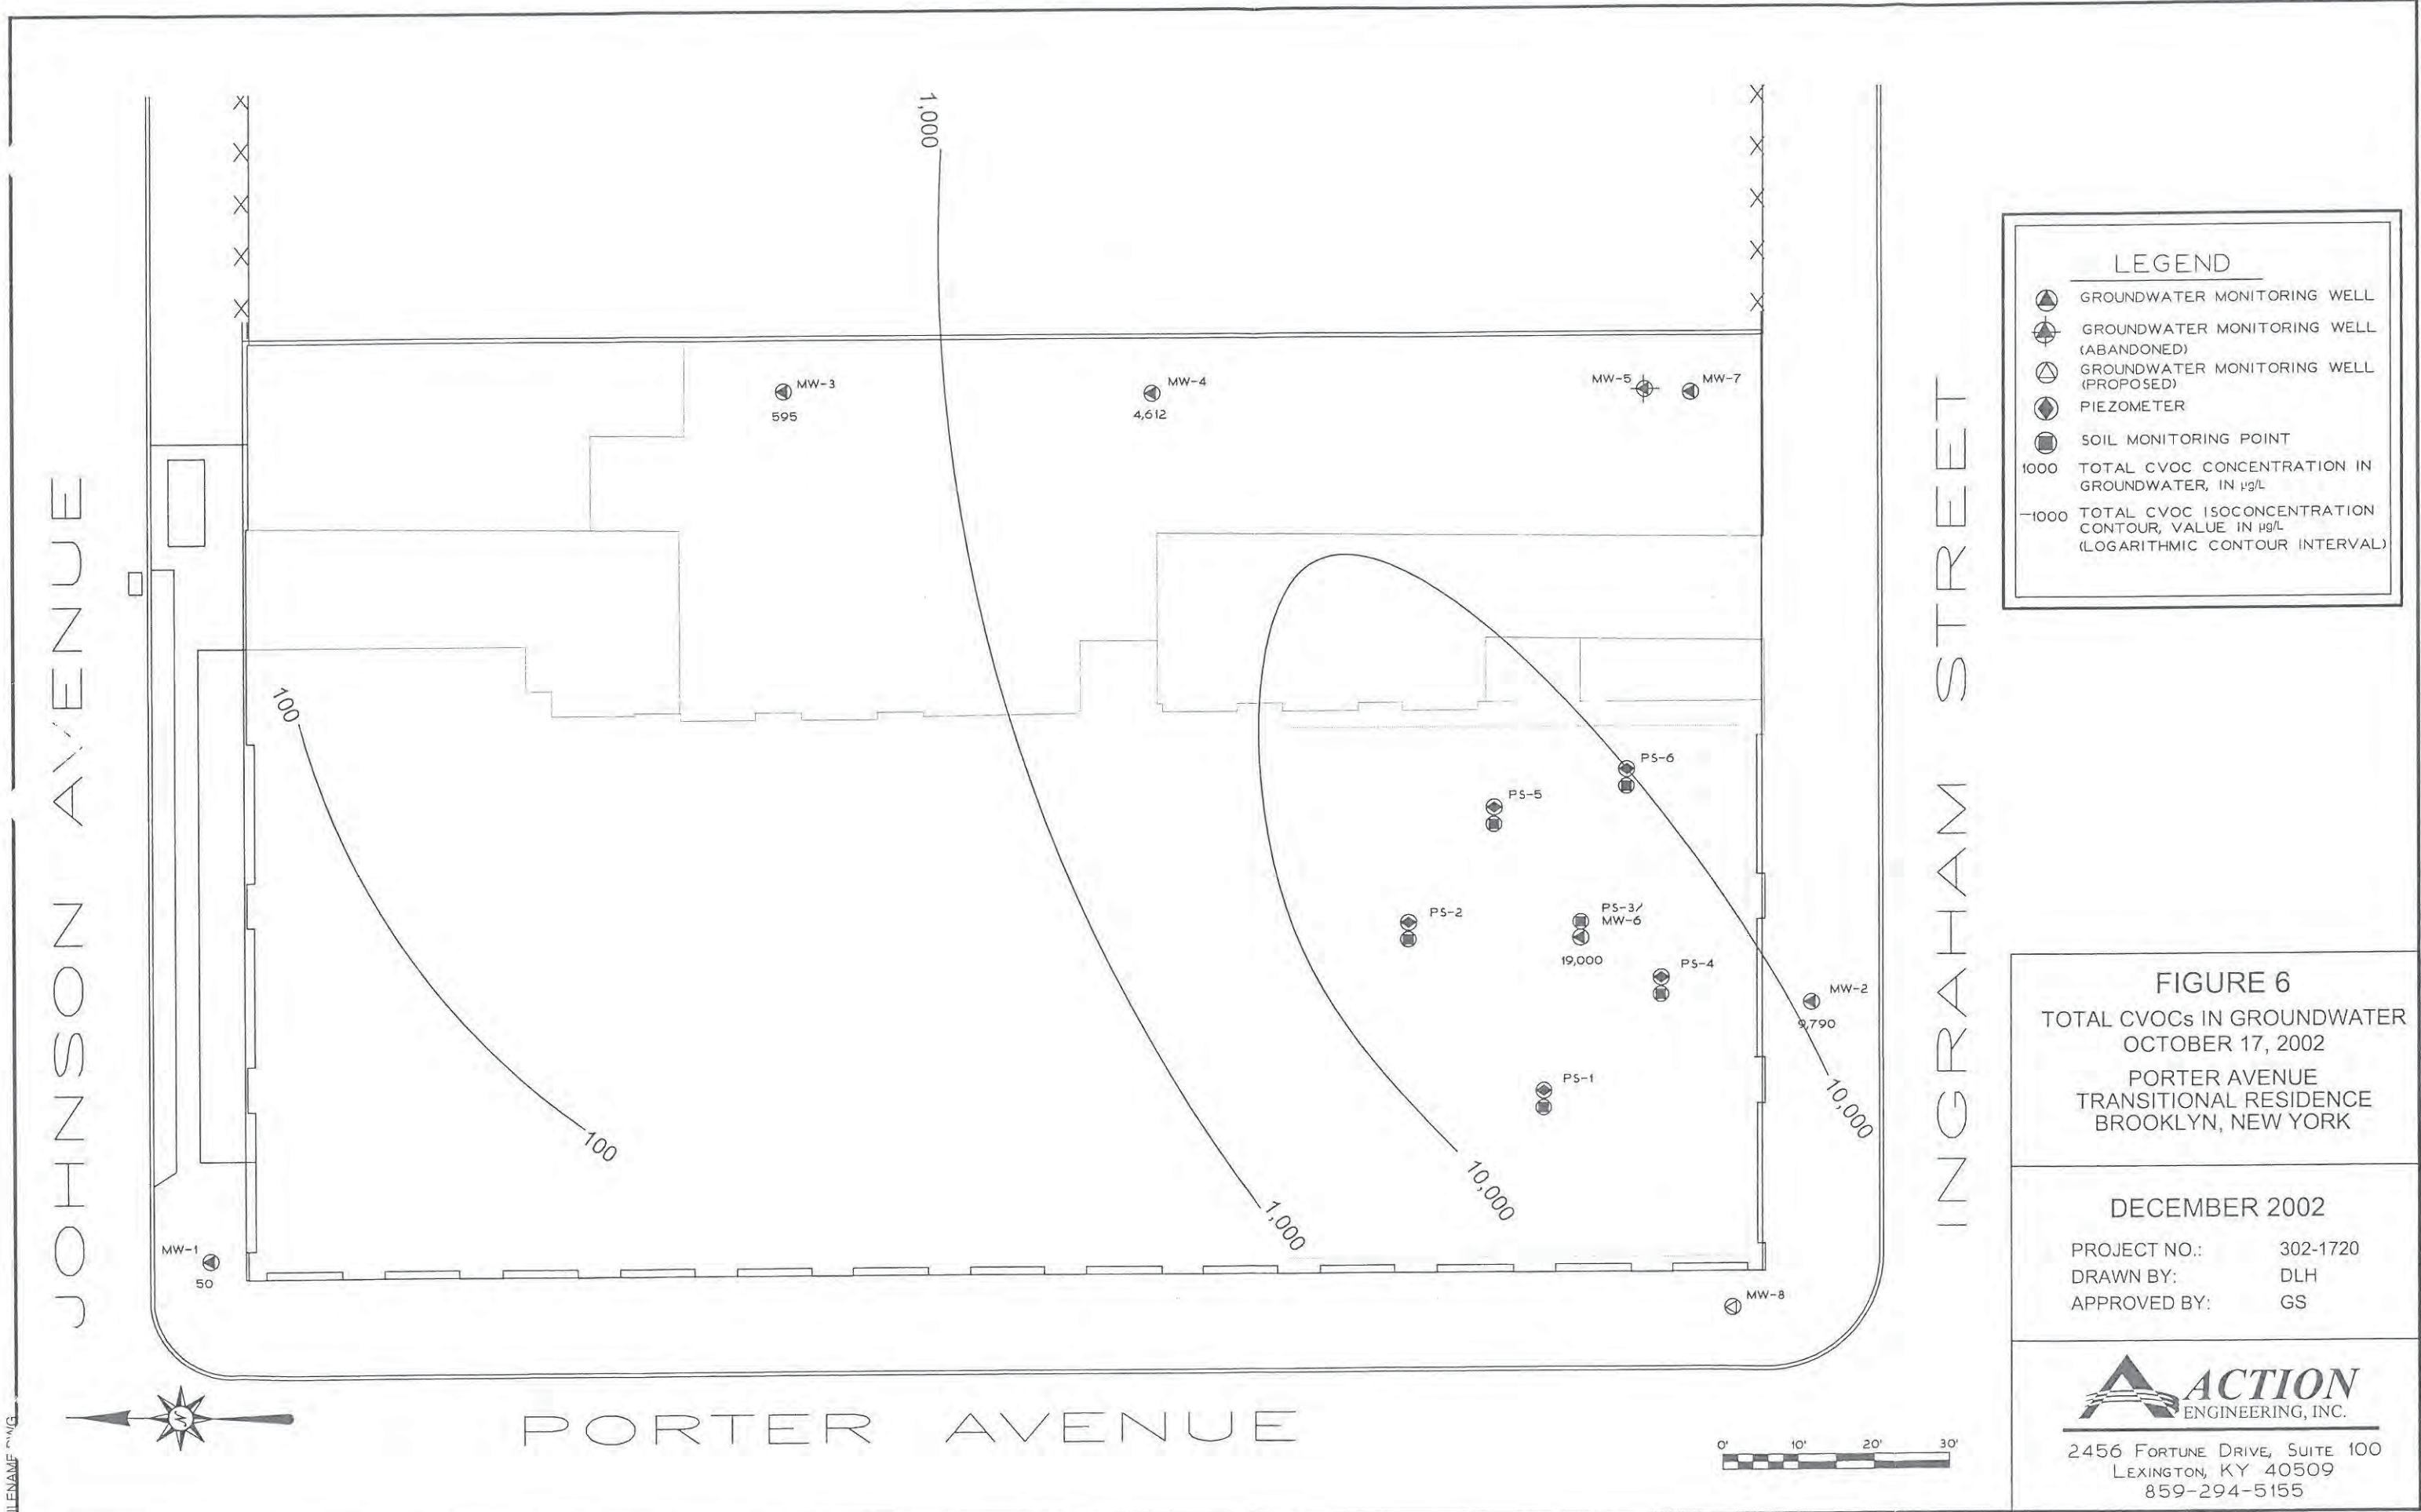 1,000
MW-3
595
MW-4
4,612
MW-5
MW-7
JOHNSON AVENUE
INGRAHAM STREET
100
100
PS-6
PS-5
PS-2
PS-3/
MW-6
19,000
PS-4
MW-2
9,790
PS-1
10,000
10,000
1,000
MW-1
50
MW-8
PORTER AVENUE
N
0' 10' 20' 30'
LEGEND
GROUNDWATER MONITORING WELL
GROUNDWATER MONITORING WELL
(ABANDONED)
GROUNDWATER MONITORING WELL
(PROPOSED)
PIEZOMETER
SOIL MONITORING POINT
1000 TOTAL CVOC CONCENTRATION IN
GROUNDWATER, IN µg/L
—1000 TOTAL CVOC ISOCONCENTRATION
CONTOUR, VALUE IN µg/L
(LOGARITHMIC CONTOUR INTERVAL)
FIGURE 6
TOTAL CVOCs IN GROUNDWATER
OCTOBER 17, 2002
PORTER AVENUE
TRANSITIONAL RESIDENCE
BROOKLYN, NEW YORK
DECEMBER 2002
PROJECT NO.: 302-1720
DRAWN BY: DLH
APPROVED BY: GS
ACTION
ENGINEERING, INC.
2456 FORTUNE DRIVE, SUITE 100
LEXINGTON, KY 40509
859-294-5155